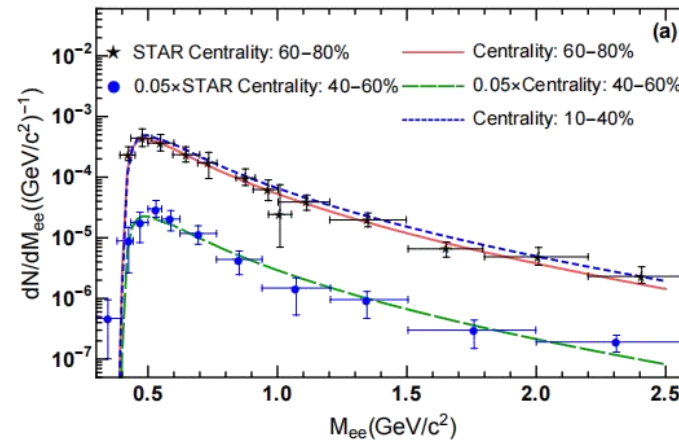 (a)
★ STAR Centrality: 60−80%
● 0.05×STAR Centrality: 40−60%
Centrality: 60−80%
0.05×Centrality: 40−60%
Centrality: 10−40%
dN/dMee((GeV/c²)⁻¹)
10⁻²
10⁻³
10⁻⁴
10⁻⁵
10⁻⁶
10⁻⁷
0.5 1.0 1.5 2.0 2.5
Mee(GeV/c²)